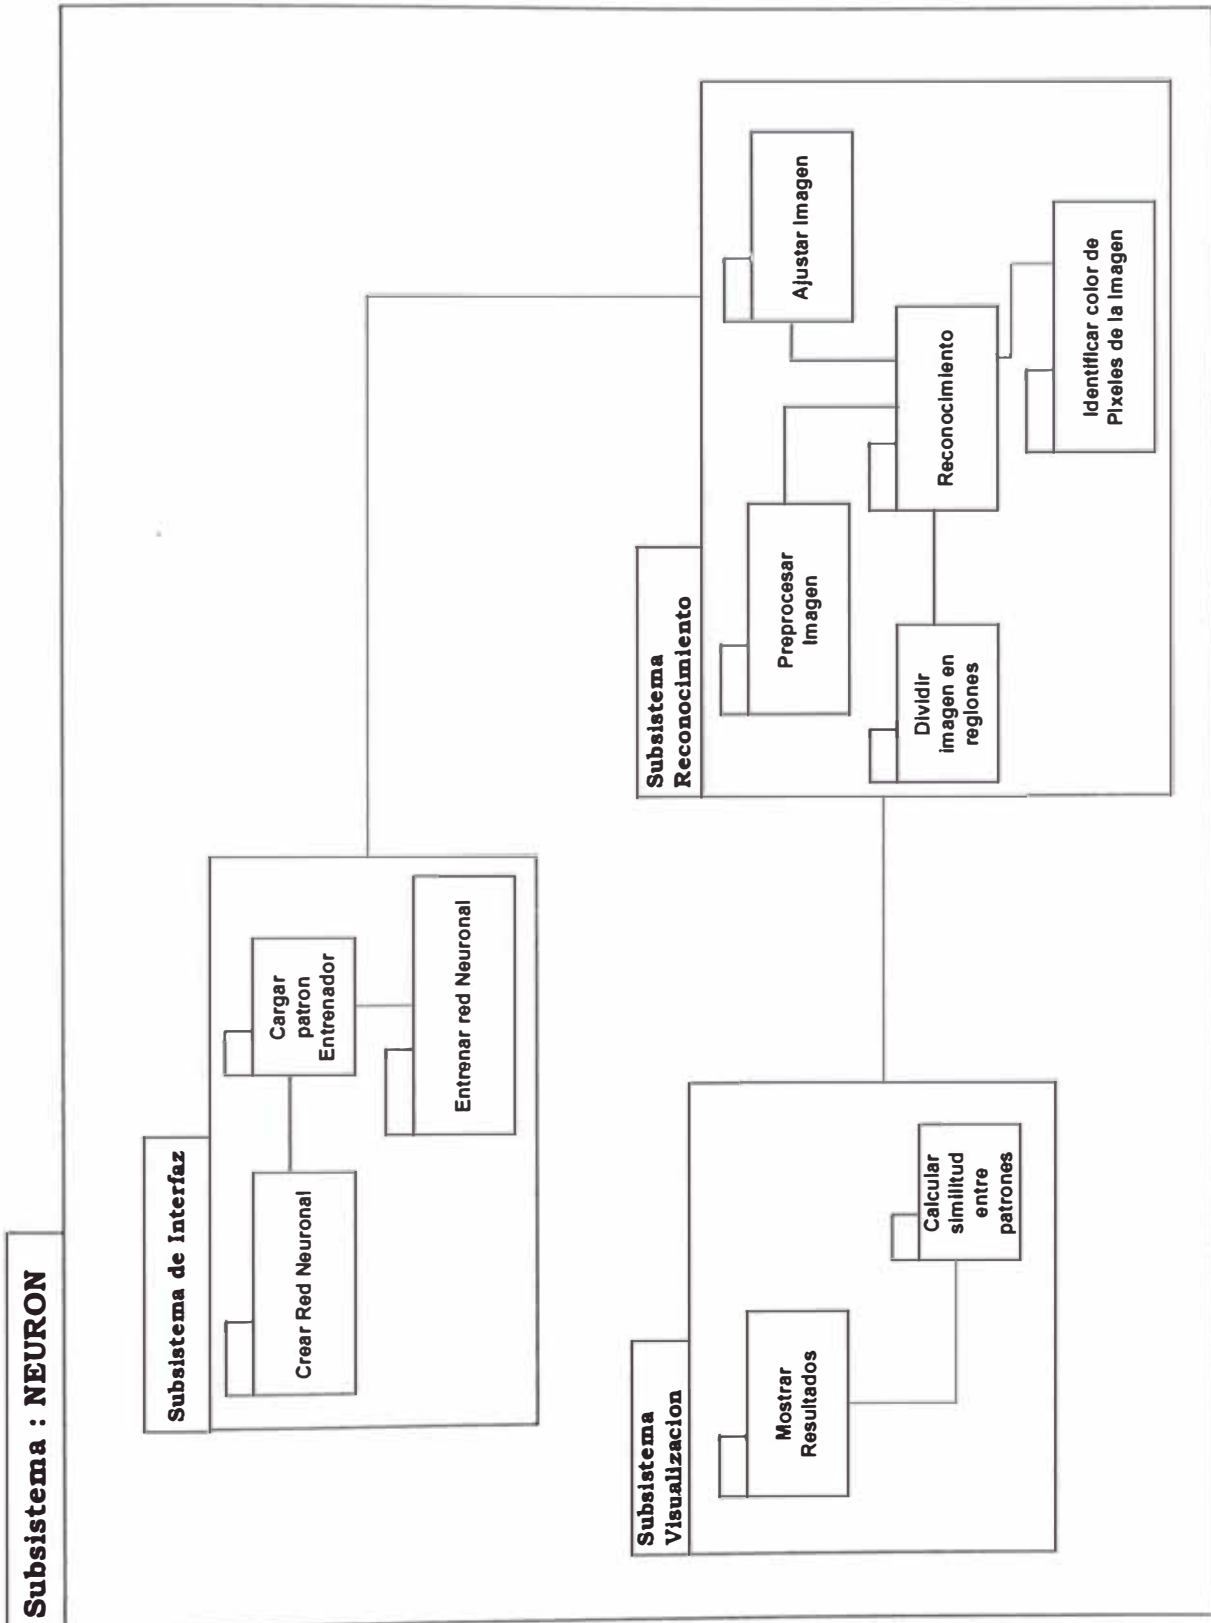 Subsistema : NEURON
Subsistema de Interfaz
Crear Red Neuronal
Cargar
patron
Entrenador
Entrenar red Neuronal
Subsistema
Visualizacion
Mostrar
Resultados
Calcular
similitud
entre
patrones
Subsistema
Reconocimiento
Preprocesar
Imagen
Ajustar Imagen
Dividir
imagen en
regiones
Reconocimiento
Identificar color de
Pixeles de la Imagen